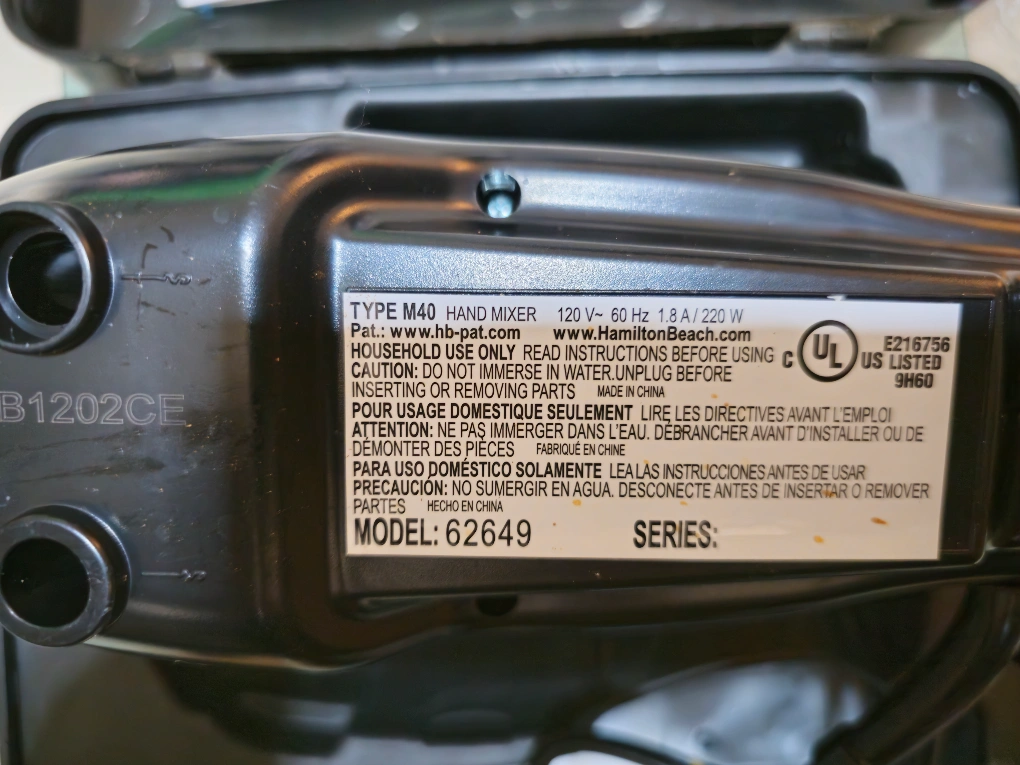 TYPE M40 HAND MIXER 120 V~ 60 Hz 1.8 A / 220 W
Pat.: www.hb-pat.com www.HamiltonBeach.com
HOUSEHOLD USE ONLY READ INSTRUCTIONS BEFORE USING
CAUTION: DO NOT IMMERSE IN WATER.UNPLUG BEFORE
INSERTING OR REMOVING PARTS MADE IN CHINA
C UL US LISTED
E216756
9H60
POUR USAGE DOMESTIQUE SEULEMENT LIRE LES DIRECTIVES AVANT L'EMPLOI
ATTENTION: NE PAS IMMERGER DANS L'EAU. DÉBRANCHER AVANT D'INSTALLER OU DE
DÉMONTER DES PIÈCES FABRIQUÉ EN CHINE
PARA USO DOMÉSTICO SOLAMENTE LEA LAS INSTRUCCIONES ANTES DE USAR
PRECAUCIÓN: NO SUMERGIR EN AGUA. DESCONECTE ANTES DE INSERTAR O REMOVER
PARTES HECHO EN CHINA
MODEL: 62649 SERIES:
B1202CE